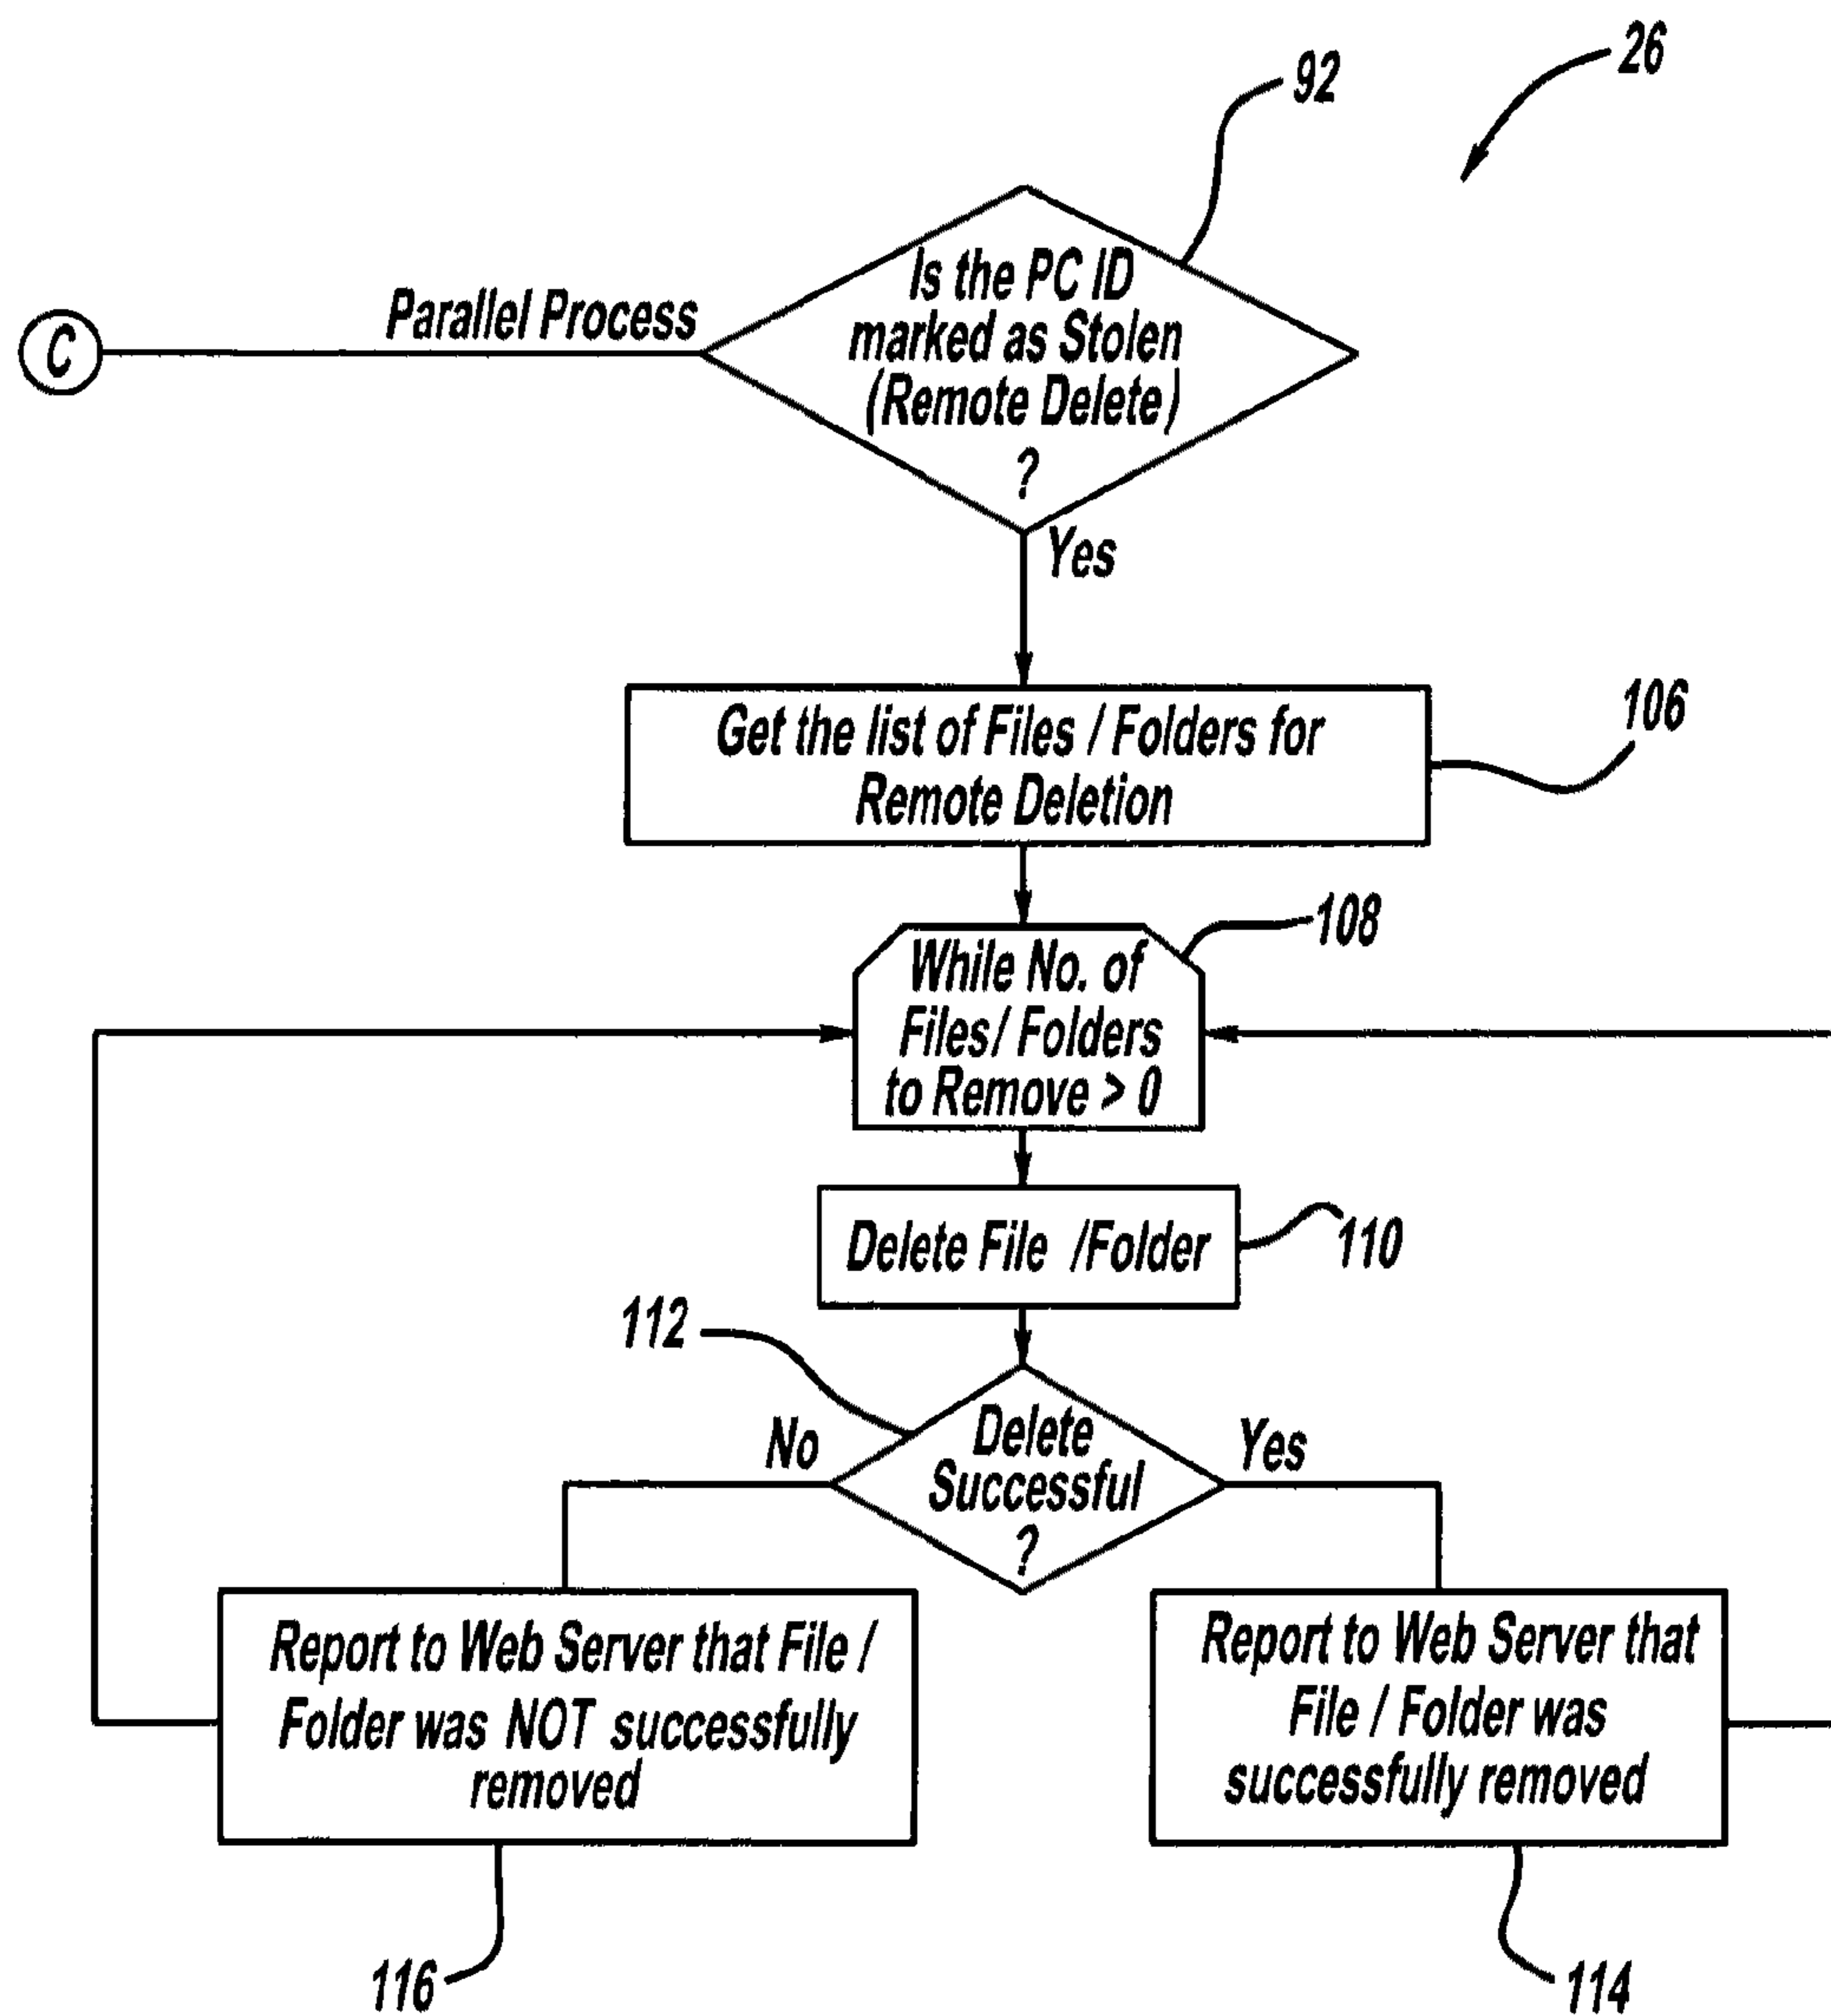 26
92
Is the PC ID
marked as Stolen
(Remote Delete)
?
Parallel Process
C
Yes
Get the list of Files / Folders for
Remote Deletion
106
While No. of
Files/ Folders
to Remove > 0
108
Delete File /Folder
110
112
Delete
Successful
?
No
Yes
Report to Web Server that File /
Folder was NOT successfully
removed
Report to Web Server that
File / Folder was
successfully removed
116
114